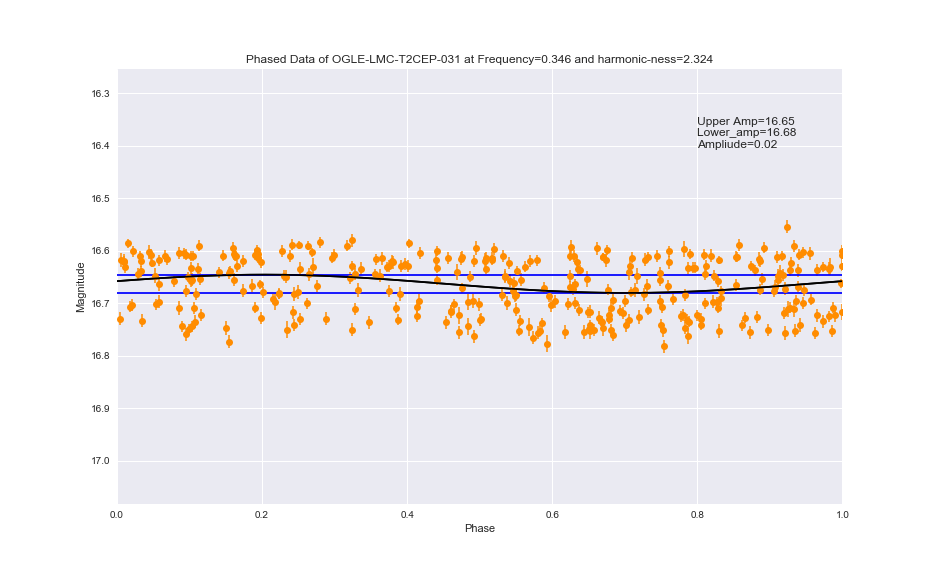 Phased Data of OGLE-LMC-T2CEP-031 at Frequency=0.346 and harmonic-ness=2.324
Upper Amp=16.65
Lower_amp=16.68
Ampliude=0.02
Magnitude
16.3
16.4
16.5
16.6
16.7
16.8
16.9
17.0
0.0 0.2 0.4 0.6 0.8 1.0
Phase